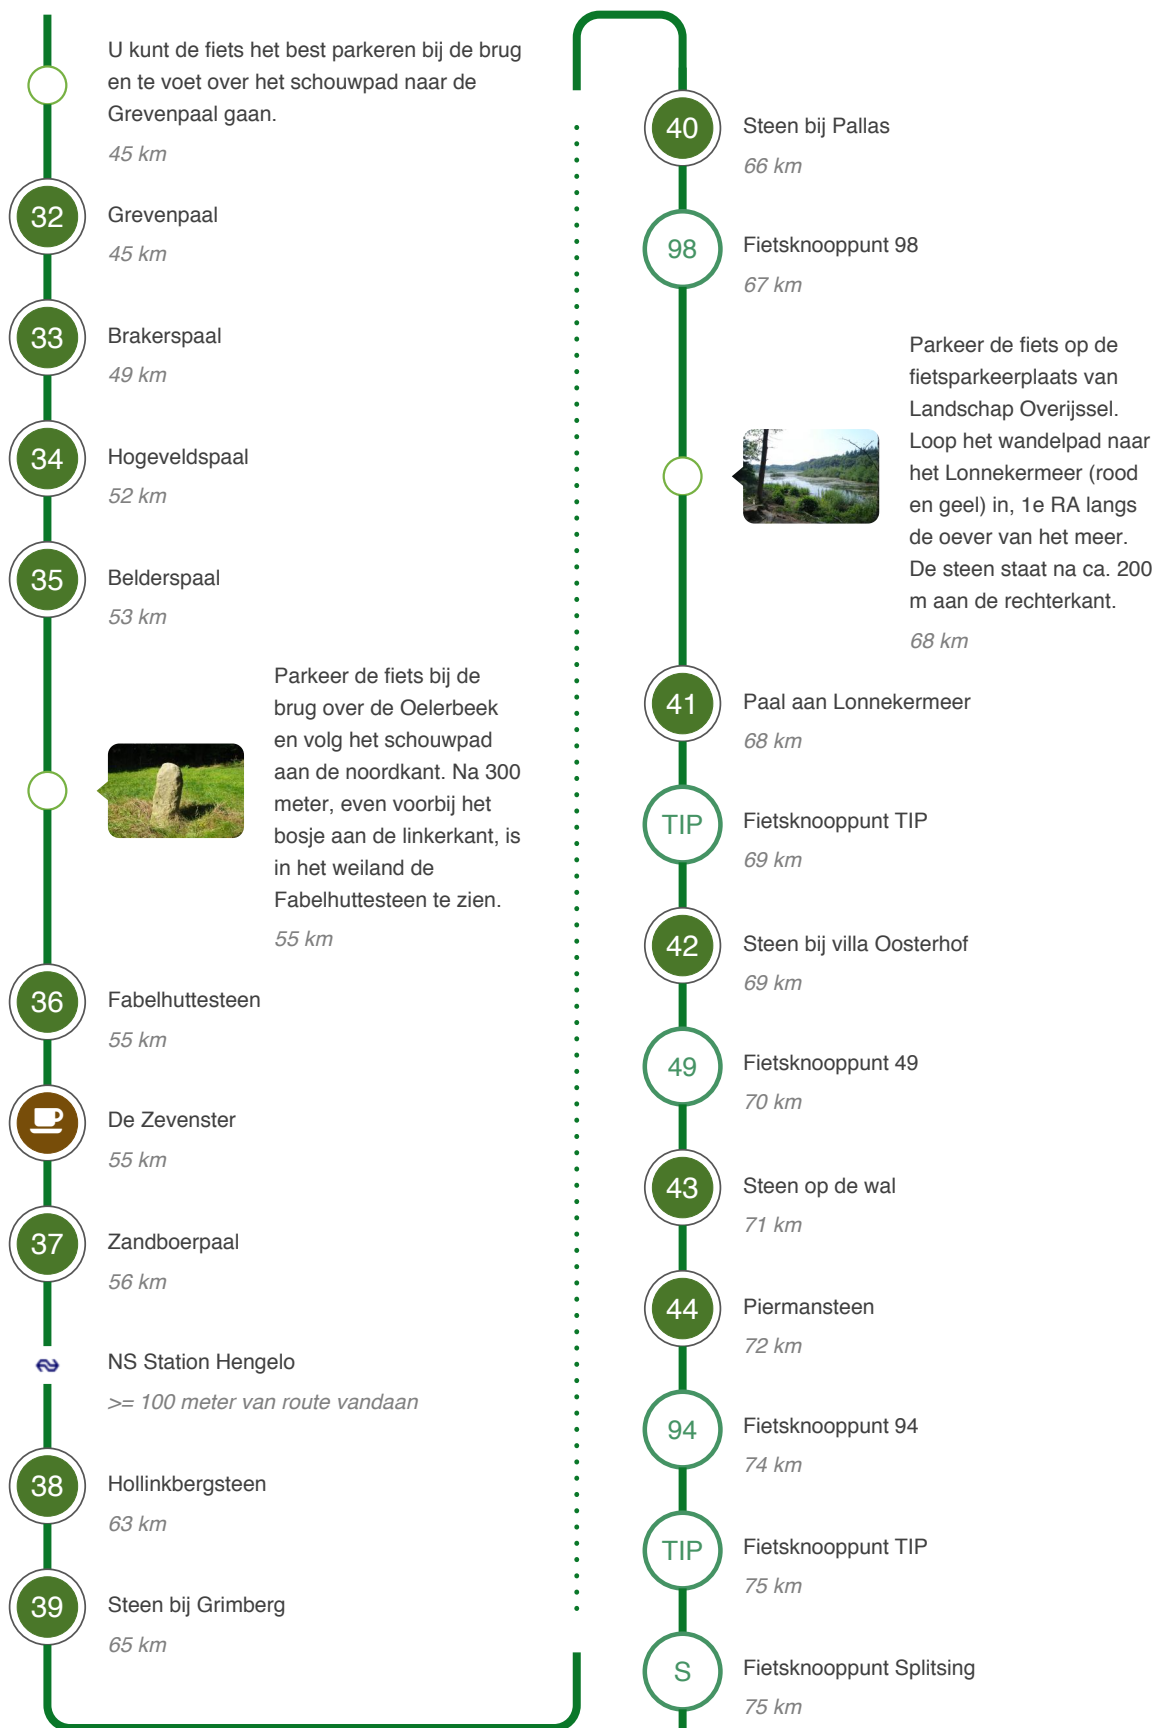 U kunt de fiets het best parkeren bij de brug
en te voet over het schouwpad naar de
Grevenpaal gaan.
45 km
32
Grevenpaal
45 km
33
Brakerspaal
49 km
34
Hogeveldspaal
52 km
35
Belderspaal
53 km
Parkeer de fiets bij de
brug over de Oelerbeek
en volg het schouwpad
aan de noordkant. Na 300
meter, even voorbij het
bosje aan de linkerkant, is
in het weiland de
Fabelhuttesteen te zien.
55 km
36
Fabelhuttesteen
55 km
De Zevenster
55 km
37
Zandboerpaal
56 km
NS Station Hengelo
>= 100 meter van route vandaan
38
Hollinkbergsteen
63 km
39
Steen bij Grimberg
65 km
40
Steen bij Pallas
66 km
98
Fietsknooppunt 98
67 km
Parkeer de fiets op de
fietsparkeerplaats van
Landschap Overijssel.
Loop het wandelpad naar
het Lonnekermeer (rood
en geel) in, 1e RA langs
de oever van het meer.
De steen staat na ca. 200
m aan de rechterkant.
68 km
41
Paal aan Lonnekermeer
68 km
TIP
Fietsknooppunt TIP
69 km
42
Steen bij villa Oosterhof
69 km
49
Fietsknooppunt 49
70 km
43
Steen op de wal
71 km
44
Piermansteen
72 km
94
Fietsknooppunt 94
74 km
TIP
Fietsknooppunt TIP
75 km
S
Fietsknooppunt Splitsing
75 km